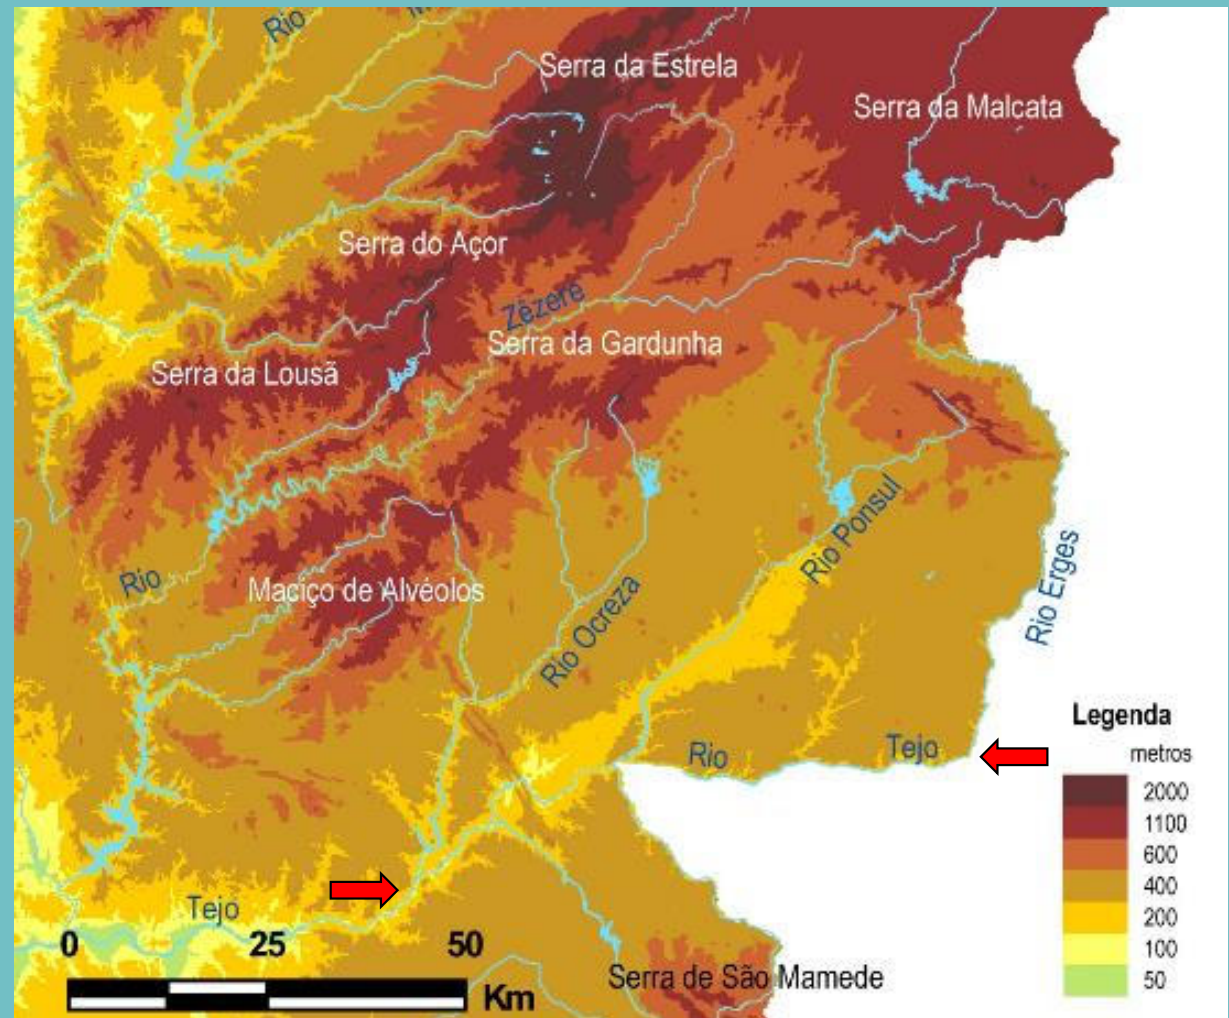 Rio
Serra da Estrela
Serra da Malcata
Serra do Açor
Zêzere
Serra da Gardunha
Serra da Lousã
Rio Ponsul
Rio
Maciço de Alvéolos
Rio Ocreza
Rio Erges
Rio
Tejo
Tejo
Serra de São Mamede
0 25 50
Km
Legenda
metros
2000
1100
600
400
200
100
50